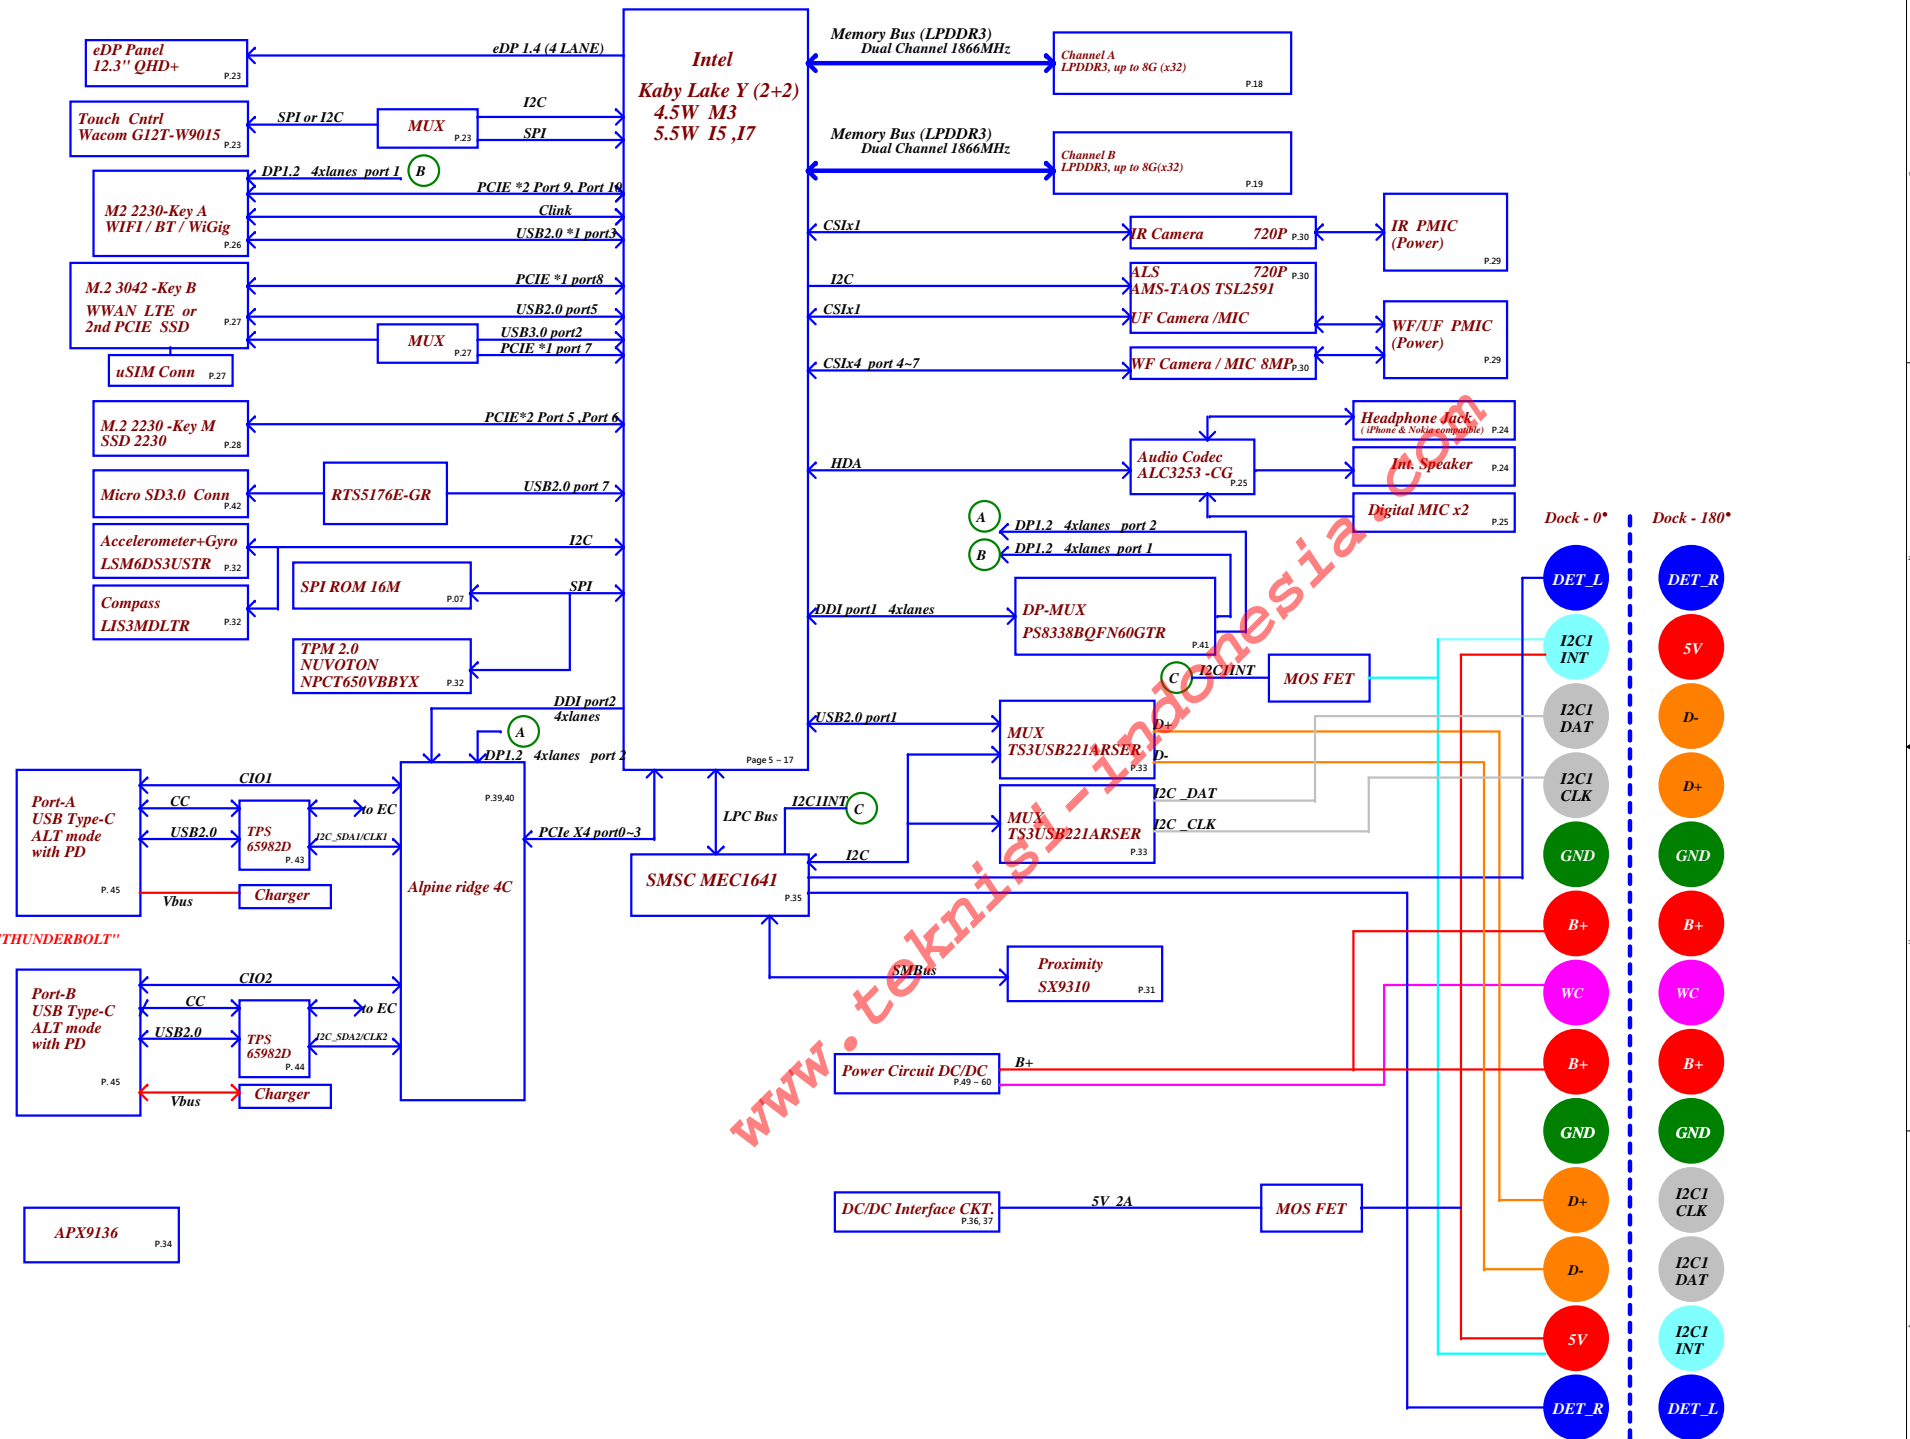 eDP Panel
12.3" QHD+
P.23
eDP 1.4 (4 LANE)
Touch Cntrl
Wacom G12T-W9015
P.23
SPI or I2C
MUX
P.23
I2C
SPI
DP1.2 4xlanes port 1
B
PCIE *2 Port 9, Port 10
Clink
USB2.0 *1 port3
M2 2230-Key A
WIFI / BT / WiGig
P.26
M.2 3042 -Key B
WWAN LTE or
2nd PCIE SSD
P.27
PCIE *1 port8
USB2.0 port5
USB3.0 port2
PCIE *1 port 7
MUX
P.27
uSIM Conn
P.27
M.2 2230 -Key M
SSD 2230
P.28
PCIE*2 Port 5 ,Port 6
Micro SD3.0 Conn
P.42
RTS5176E-GR
USB2.0 port 7
Accelerometer+Gyro
LSM6DS3USTR
P.32
I2C
Compass
LIS3MDLTR
P.32
SPI ROM 16M
P.07
SPI
TPM 2.0
NUVOTON
NPCT650VBBYX
P.32
DDI port2
4xlanes
A
DP1.2 4xlanes port 2
Intel
Kaby Lake Y (2+2)
4.5W M3
5.5W I5 ,I7
Page 5 ~ 17
Memory Bus (LPDDR3)
Dual Channel 1866MHz
Channel A
LPDDR3, up to 8G (x32)
P.18
Memory Bus (LPDDR3)
Dual Channel 1866MHz
Channel B
LPDDR3, up to 8G(x32)
P.19
CSIx1
IR Camera 720P
P.30
IR PMIC
(Power)
P.29
I2C
ALS 720P
P.30
AMS-TAOS TSL2591
CSIx1
UF Camera /MIC
WF/UF PMIC
(Power)
P.29
CSIx4 port 4~7
WF Camera / MIC 8MP
P.30
HDA
Audio Codec
ALC3253 -CG
P.25
Headphone Jack
( iPhone & Nokia compatible)
P.24
Int. Speaker
P.24
Digital MIC x2
P.25
A
DP1.2 4xlanes port 2
B
DP1.2 4xlanes port 1
DDI port1 4xlanes
DP-MUX
PS8338BQFN60GTR
P.41
C
I2C1INT
MOS FET
USB2.0 port1
MUX
TS3USB221ARSER
P.33
D+
D-
MUX
TS3USB221ARSER
P.33
I2C _DAT
I2C _CLK
I2C1INT
C
LPC Bus
I2C
SMSC MEC1641
P.35
SMBus
Proximity
SX9310
P.31
Power Circuit DC/DC
P.49 ~ 60
B+
DC/DC Interface CKT.
P.36, 37
5V 2A
MOS FET
Port-A
USB Type-C
ALT mode
with PD
P. 45
CIO1
CC
USB2.0
TPS
65982D
P. 43
to EC
I2C_SDA1/CLK1
Vbus
Charger
P.39,40
Alpine ridge 4C
PCIe X4 port0~3
"THUNDERBOLT"
Port-B
USB Type-C
ALT mode
with PD
P. 45
CIO2
CC
USB2.0
TPS
65982D
P. 44
to EC
I2C_SDA2/CLK2
Vbus
Charger
APX9136
P.34
Dock - 0°
DET_L
I2C1
INT
I2C1
DAT
I2C1
CLK
GND
B+
WC
B+
GND
D+
D-
5V
DET_R
Dock - 180°
DET_R
5V
D-
D+
GND
B+
WC
B+
GND
I2C1
CLK
I2C1
DAT
I2C1
INT
DET_L
www.teknisi-indonesia.com